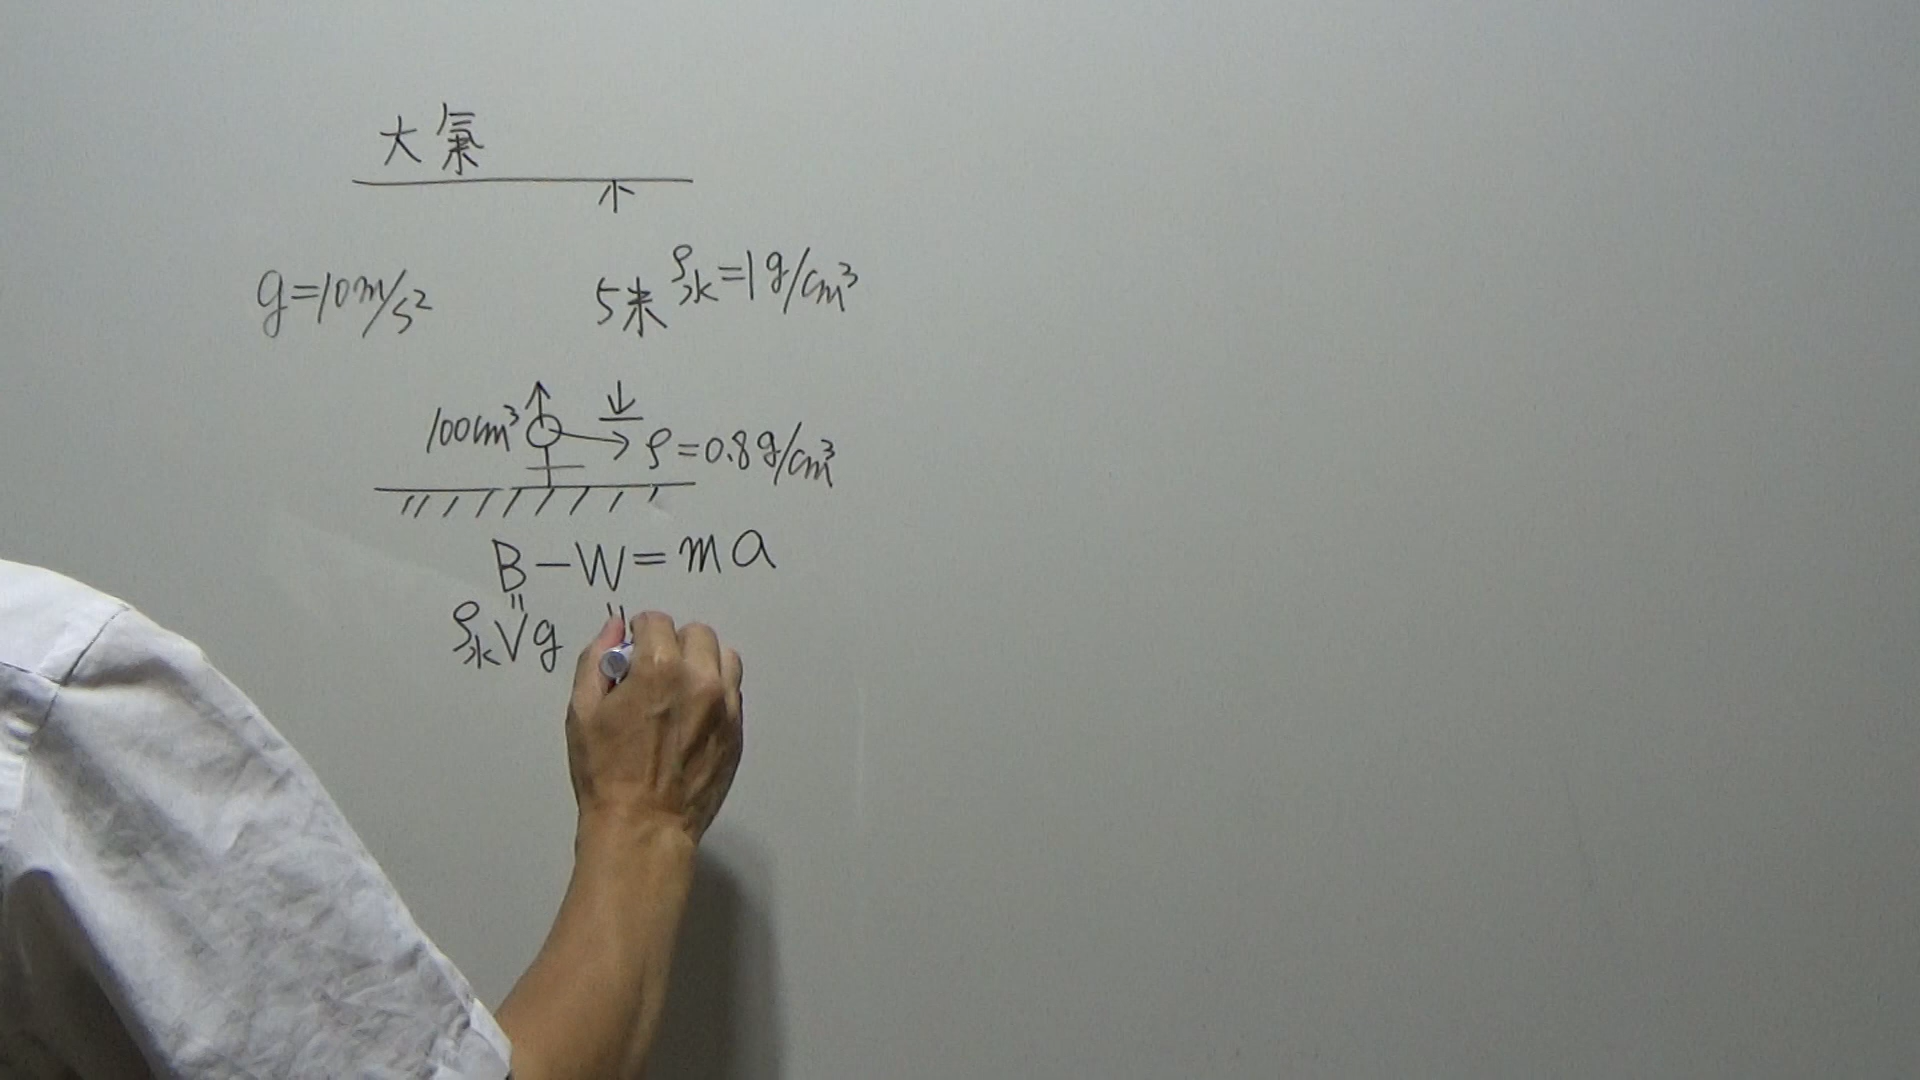 大氣
g=10m/s²
5米 ρ水=1g/cm³
100cm³
ρ=0.8g/cm³
B-W=ma
ρ水Vg